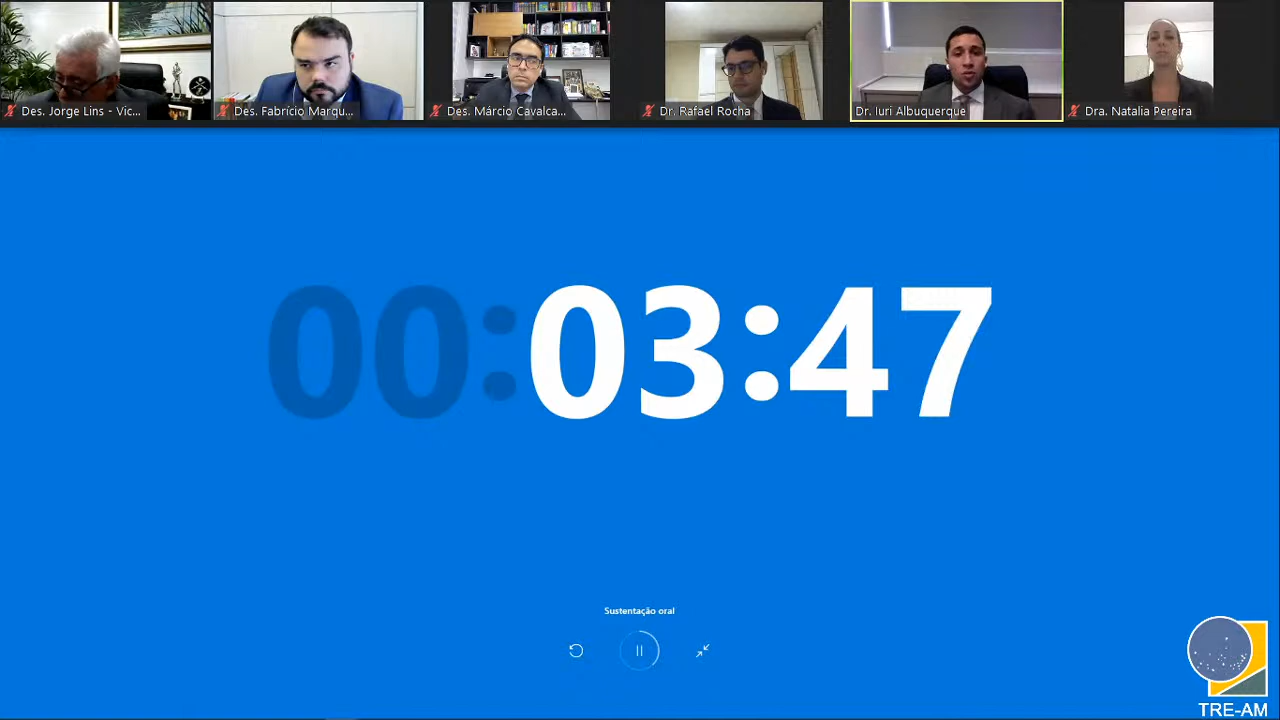 Des. Jorge Lins - Vic...
Des. Fabrício Marqu...
Des. Márcio Cavalca...
Dr. Rafael Rocha
Dr. Iuri Albuquerque
Dra. Natalia Pereira
00:03:47
Sustentação oral
TRE-AM